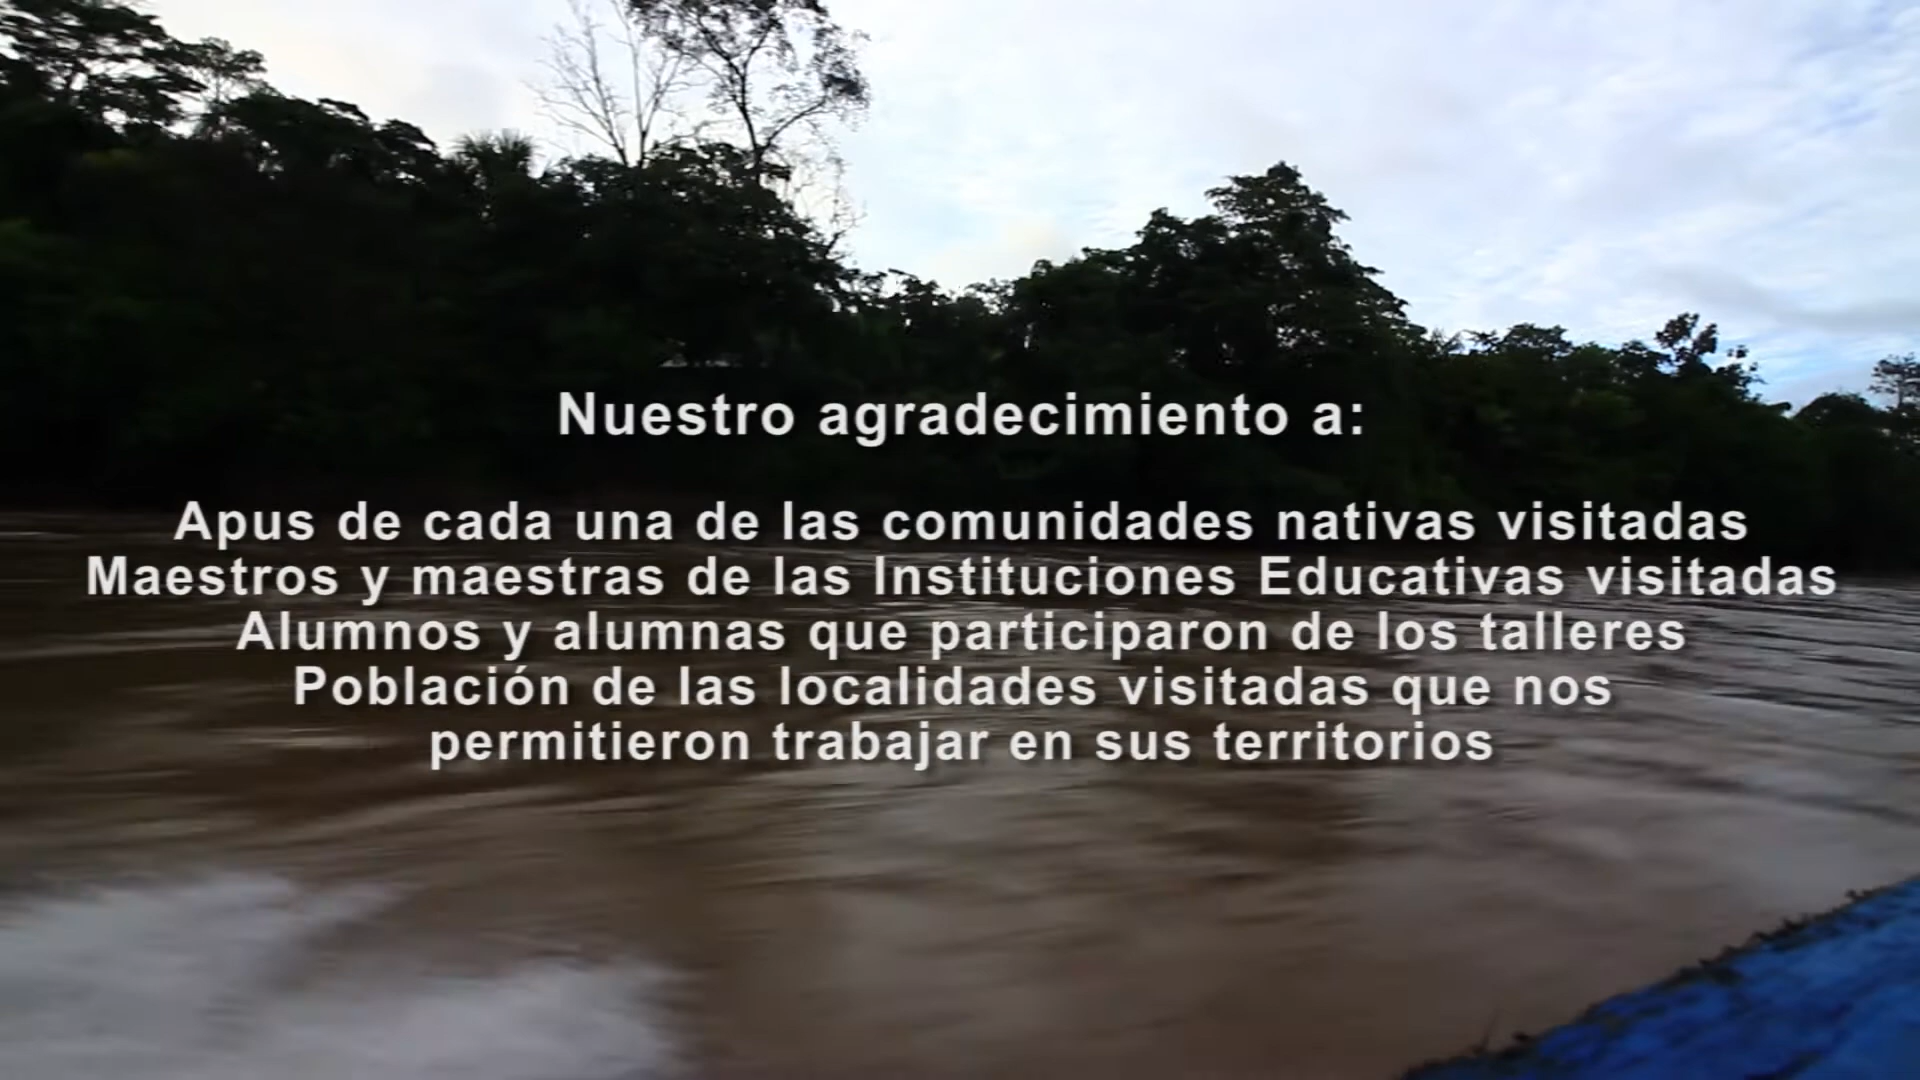 Nuestro agradecimiento a:
Apus de cada una de las comunidades nativas visitadas
Maestros y maestras de las Instituciones Educativas visitadas
Alumnos y alumnas que participaron de los talleres
Población de las localidades visitadas que nos
permitieron trabajar en sus territorios